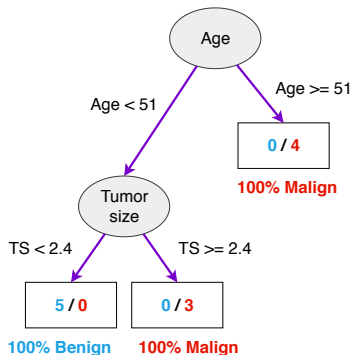 Age
Age < 51
Age >= 51
0 / 4
100% Malign
Tumor
size
TS < 2.4
TS >= 2.4
5 / 0
0 / 3
100% Benign
100% Malign